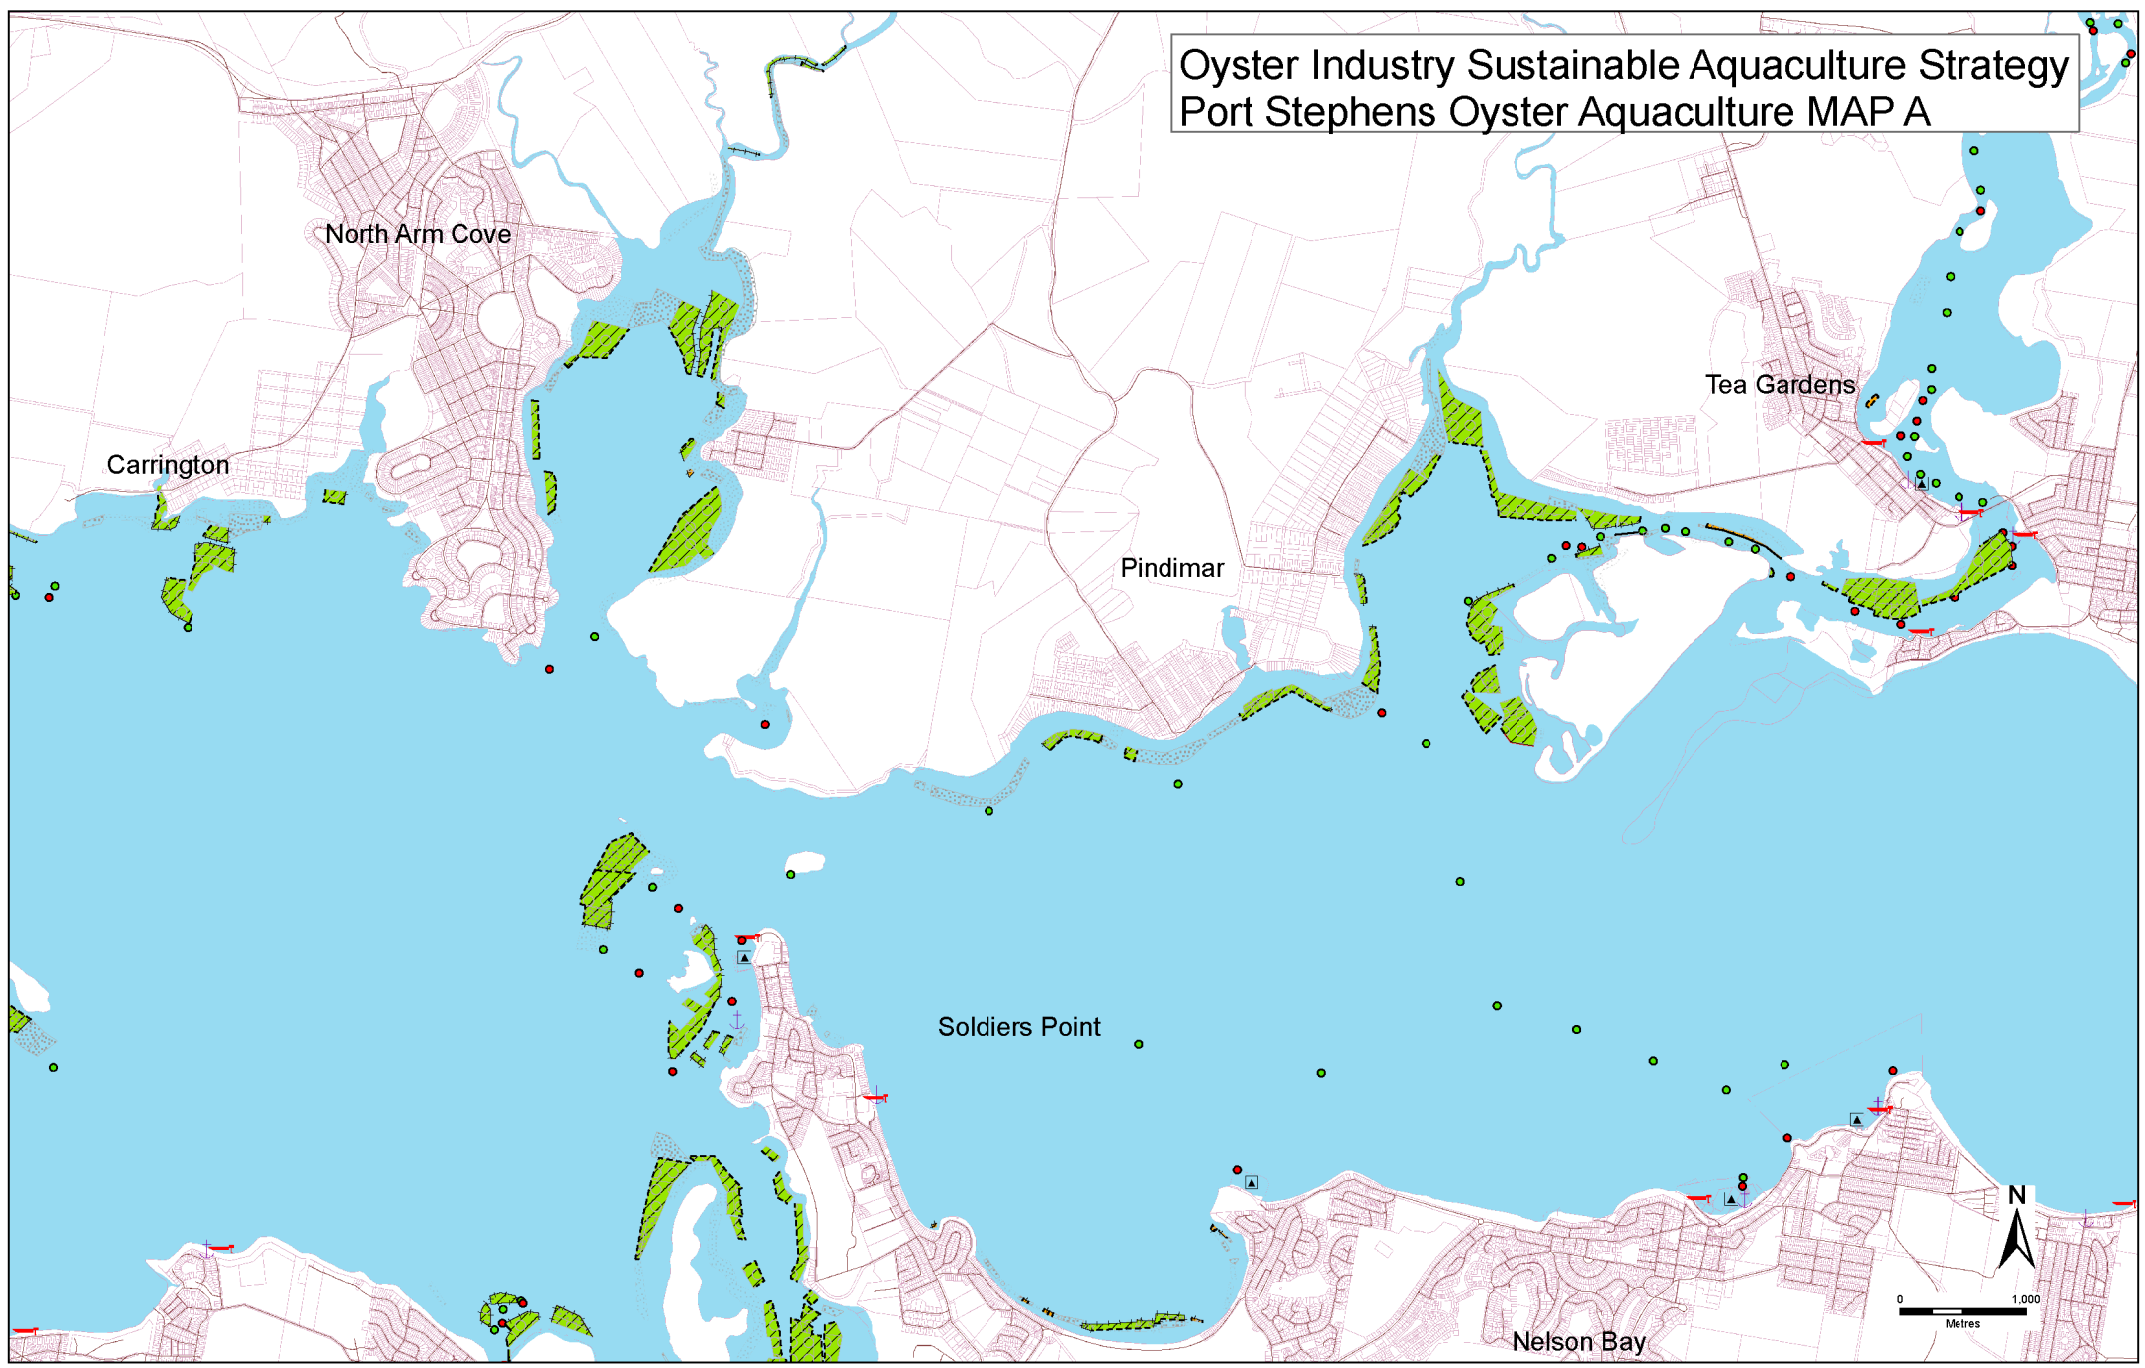 Oyster Industry Sustainable Aquaculture Strategy
Port Stephens Oyster Aquaculture MAP A
North Arm Cove
Tea Gardens
Carrington
Pindimar
Soldiers Point
N
0 1,000
Metres
Nelson Bay